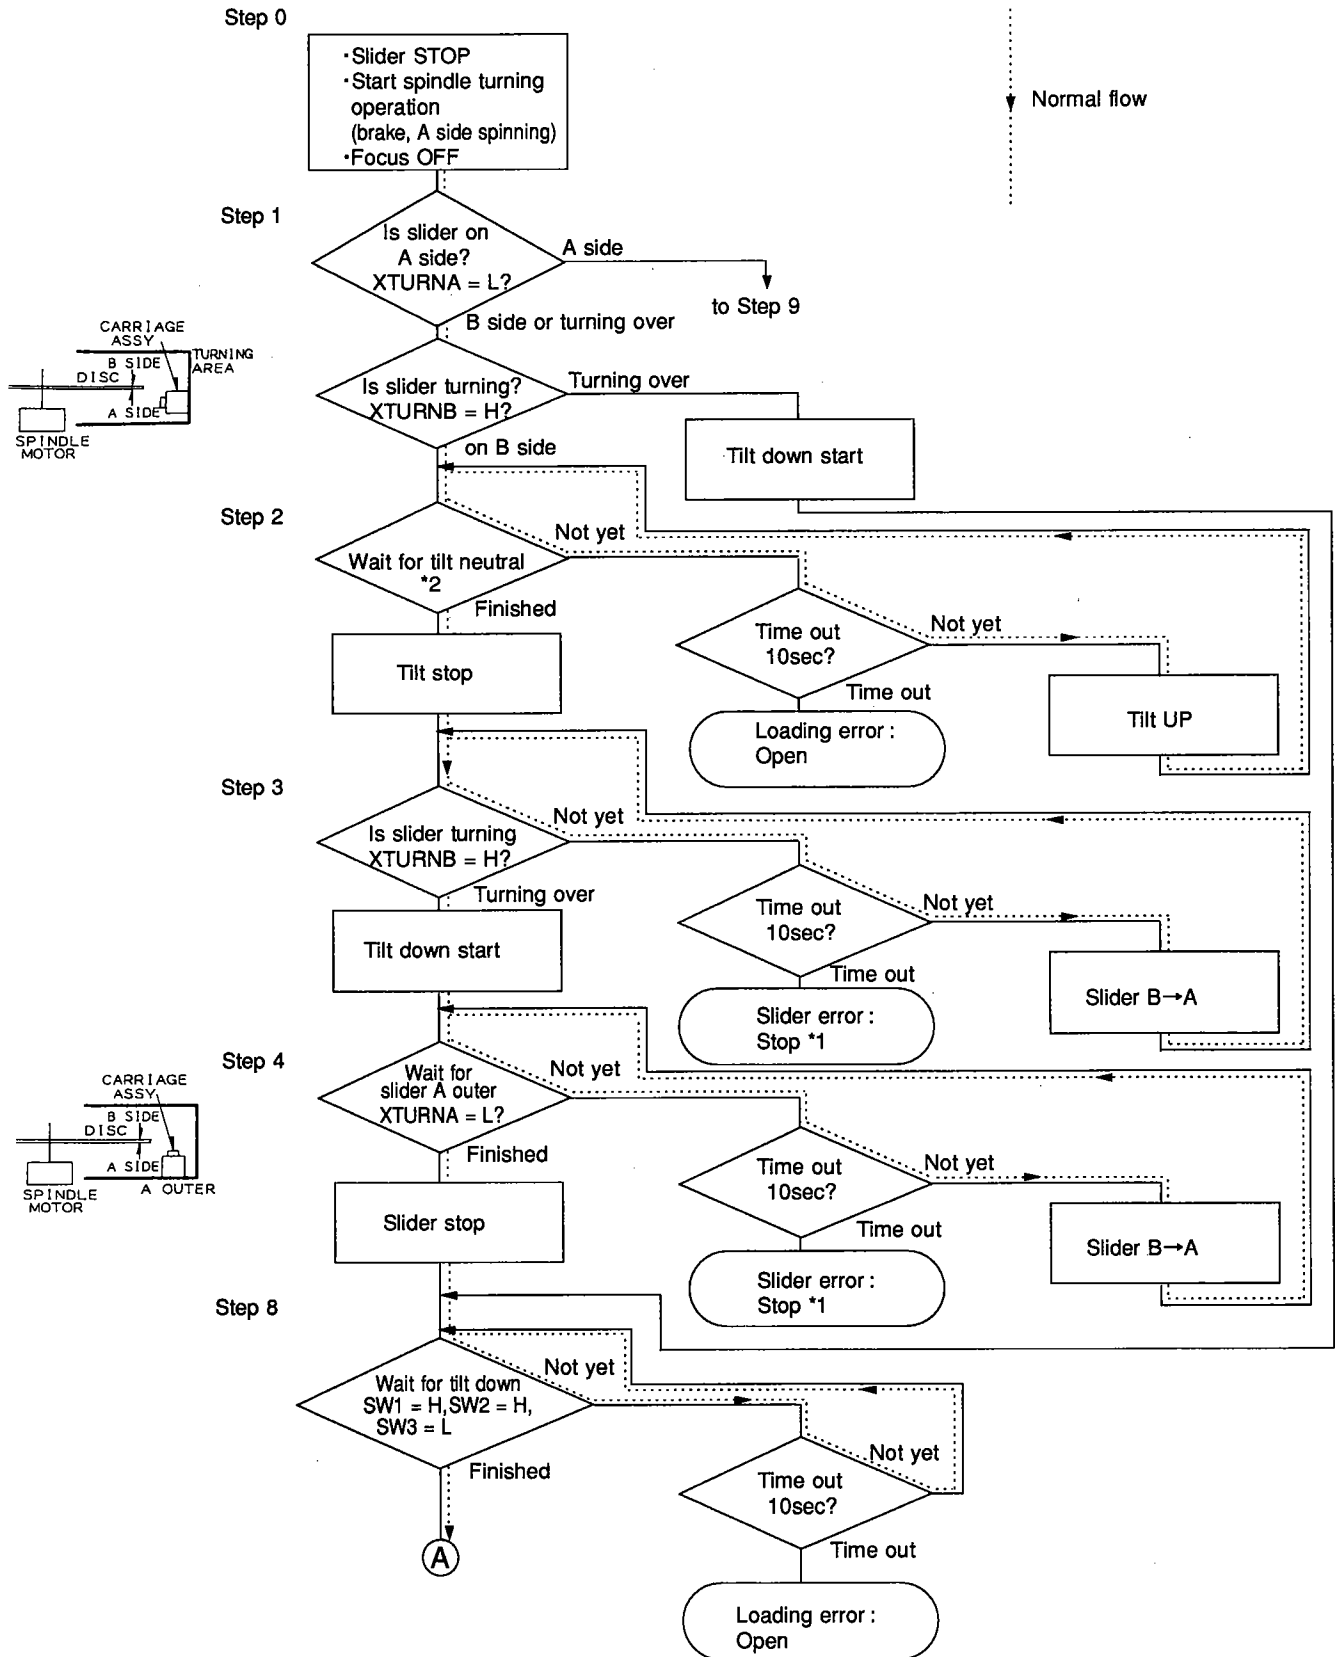 Step 0
·Slider STOP
·Start spindle turning
operation
(brake, A side spinning)
·Focus OFF
Normal flow
Step 1
Is slider on
A side?
XTURNA = L?
A side
to Step 9
B side or turning over
CARRIAGE
ASSY
TURNING
AREA
B SIDE
DISC
A SIDE
SPINDLE
MOTOR
Is slider turning?
XTURNB = H?
Turning over
on B side
Tilt down start
Step 2
Wait for tilt neutral
*2
Not yet
Finished
Time out
10sec?
Not yet
Time out
Tilt stop
Loading error :
Open
Tilt UP
Step 3
Is slider turning
XTURNB = H?
Not yet
Turning over
Time out
10sec?
Not yet
Time out
Tilt down start
Slider error :
Stop *1
Slider B→A
Step 4
Wait for
slider A outer
XTURNA = L?
Not yet
Finished
CARRIAGE
ASSY
B SIDE
DISC
A SIDE
A OUTER
SPINDLE
MOTOR
Time out
10sec?
Not yet
Time out
Slider stop
Slider error :
Stop *1
Slider B→A
Step 8
Wait for tilt down
SW1 = H, SW2 = H,
SW3 = L
Not yet
Finished
Time out
10sec?
Not yet
Time out
A
Loading error :
Open